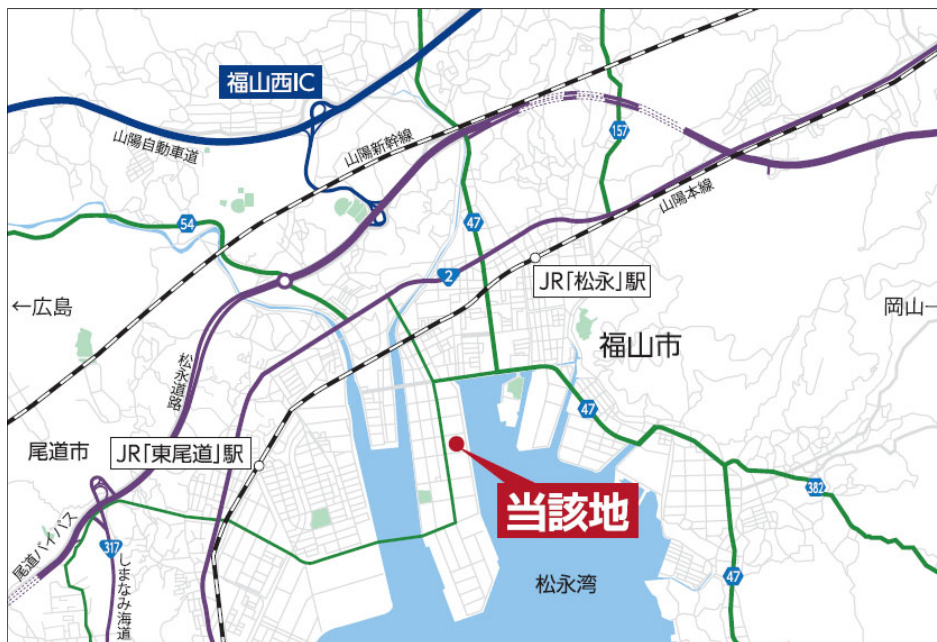 福山西IC
山陽自動車道
山陽新幹線
157
山陽本線
54
47
2
JR「松永」駅
←広島
岡山→
福山市
松永道路
47
尾道市
JR「東尾道」駅
382
当該地
尾道バイパス
317
しまなみ海道
松永湾
47